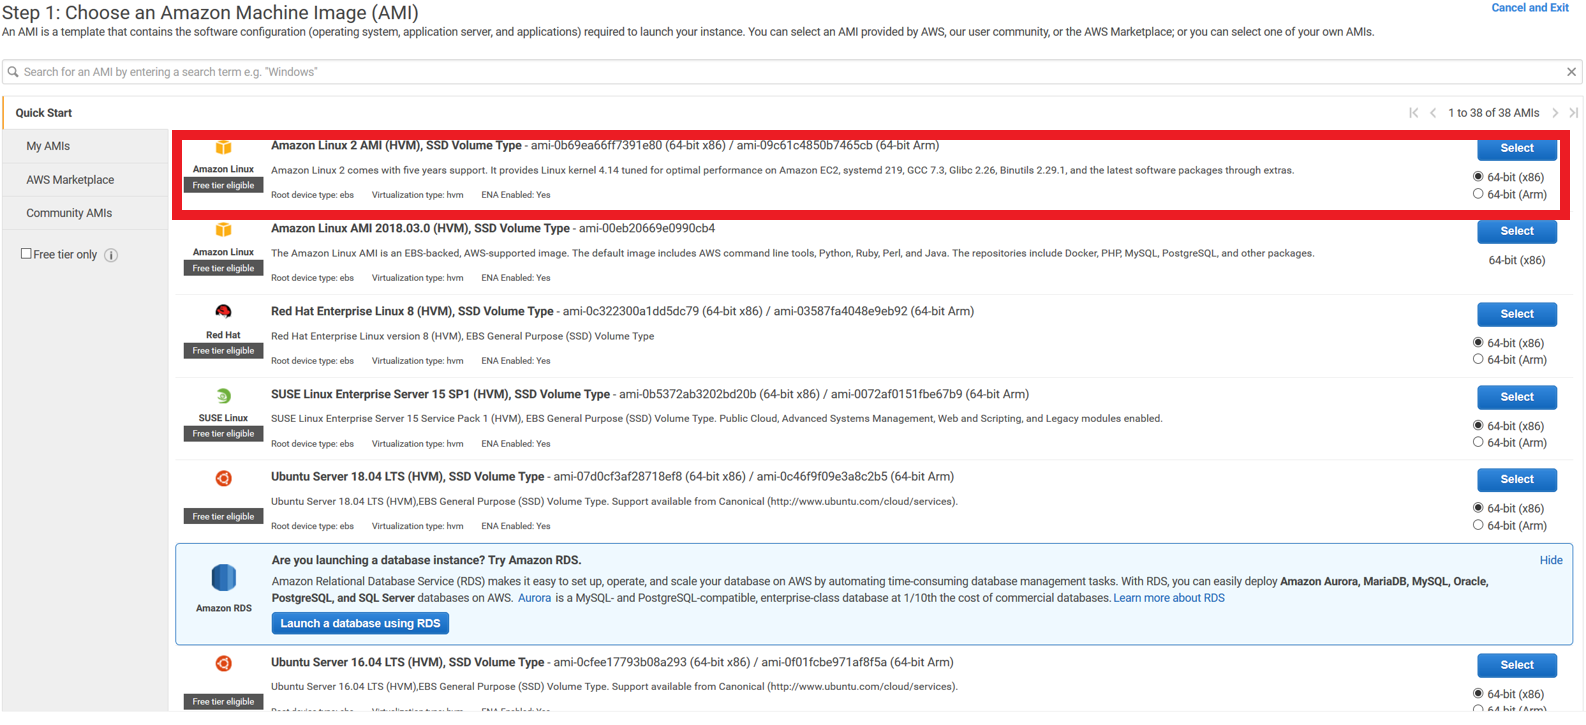 Step 1: Choose an Amazon Machine Image (AMI)
Cancel and Exit
An AMI is a template that contains the software configuration (operating system, application server, and applications) required to launch your instance. You can select an AMI provided by AWS, our user community, or the AWS Marketplace; or you can select one of your own AMIs.
Search for an AMI by entering a search term e.g. "Windows"
Quick Start
1 to 38 of 38 AMIs
My AMIs
AWS Marketplace
Community AMIs
Free tier only
Amazon Linux
Free tier eligible
Amazon Linux 2 AMI (HVM), SSD Volume Type - ami-0b69ea66ff7391e80 (64-bit x86) / ami-09c61c4850b7465cb (64-bit Arm)
Amazon Linux 2 comes with five years support. It provides Linux kernel 4.14 tuned for optimal performance on Amazon EC2, systemd 219, GCC 7.3, Glibc 2.26, Binutils 2.29.1, and the latest software packages through extras.
Root device type: ebs Virtualization type: hvm ENA Enabled: Yes
Select
64-bit (x86)
64-bit (Arm)
Amazon Linux
Free tier eligible
Amazon Linux AMI 2018.03.0 (HVM), SSD Volume Type - ami-00eb20669e0990cb4
The Amazon Linux AMI is an EBS-backed, AWS-supported image. The default image includes AWS command line tools, Python, Ruby, Perl, and Java. The repositories include Docker, PHP, MySQL, PostgreSQL, and other packages.
Root device type: ebs Virtualization type: hvm ENA Enabled: Yes
Select
64-bit (x86)
Red Hat
Free tier eligible
Red Hat Enterprise Linux 8 (HVM), SSD Volume Type - ami-0c322300a1dd5dc79 (64-bit x86) / ami-03587fa4048e9eb92 (64-bit Arm)
Red Hat Enterprise Linux version 8 (HVM), EBS General Purpose (SSD) Volume Type
Root device type: ebs Virtualization type: hvm ENA Enabled: Yes
Select
64-bit (x86)
64-bit (Arm)
SUSE Linux
Free tier eligible
SUSE Linux Enterprise Server 15 SP1 (HVM), SSD Volume Type - ami-0b5372ab3202bd20b (64-bit x86) / ami-0072af0151fbe67b9 (64-bit Arm)
SUSE Linux Enterprise Server 15 Service Pack 1 (HVM), EBS General Purpose (SSD) Volume Type. Public Cloud, Advanced Systems Management, Web and Scripting, and Legacy modules enabled.
Root device type: ebs Virtualization type: hvm ENA Enabled: Yes
Select
64-bit (x86)
64-bit (Arm)
Free tier eligible
Ubuntu Server 18.04 LTS (HVM), SSD Volume Type - ami-07d0cf3af28718ef8 (64-bit x86) / ami-0c46f9f09e3a8c2b5 (64-bit Arm)
Ubuntu Server 18.04 LTS (HVM),EBS General Purpose (SSD) Volume Type. Support available from Canonical (http://www.ubuntu.com/cloud/services).
Root device type: ebs Virtualization type: hvm ENA Enabled: Yes
Select
64-bit (x86)
64-bit (Arm)
Amazon RDS
Are you launching a database instance? Try Amazon RDS.
Hide
Amazon Relational Database Service (RDS) makes it easy to set up, operate, and scale your database on AWS by automating time-consuming database management tasks. With RDS, you can easily deploy Amazon Aurora, MariaDB, MySQL, Oracle,
PostgreSQL, and SQL Server databases on AWS. Aurora is a MySQL- and PostgreSQL-compatible, enterprise-class database at 1/10th the cost of commercial databases. Learn more about RDS
Launch a database using RDS
Free tier eligible
Ubuntu Server 16.04 LTS (HVM), SSD Volume Type - ami-0cfee17793b08a293 (64-bit x86) / ami-0f01fcbe971af8f5a (64-bit Arm)
Ubuntu Server 16.04 LTS (HVM),EBS General Purpose (SSD) Volume Type. Support available from Canonical (http://www.ubuntu.com/cloud/services).
Root device type: ebs Virtualization type: hvm ENA Enabled: Yes
Select
64-bit (x86)
64-bit (Arm)